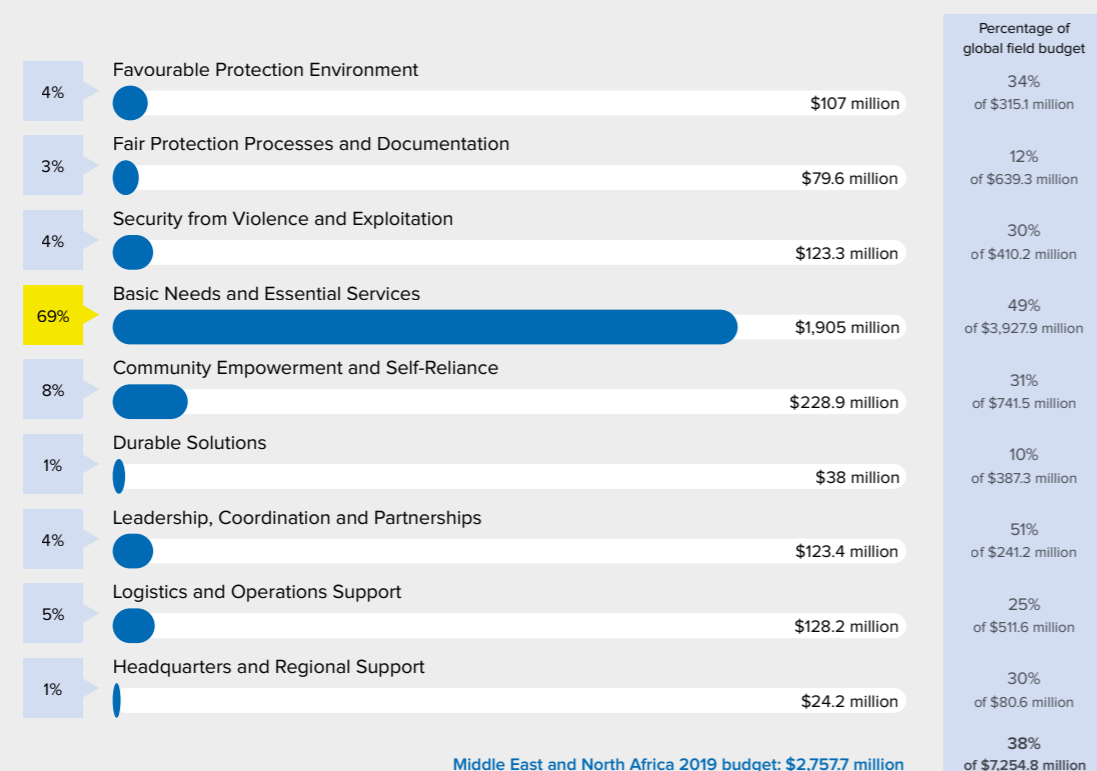 Percentage of
global field budget
4%
Favourable Protection Environment
$107 million
34%
of $315.1 million
3%
Fair Protection Processes and Documentation
$79.6 million
12%
of $639.3 million
4%
Security from Violence and Exploitation
$123.3 million
30%
of $410.2 million
69%
Basic Needs and Essential Services
$1,905 million
49%
of $3,927.9 million
8%
Community Empowerment and Self-Reliance
$228.9 million
31%
of $741.5 million
1%
Durable Solutions
$38 million
10%
of $387.3 million
4%
Leadership, Coordination and Partnerships
$123.4 million
51%
of $241.2 million
5%
Logistics and Operations Support
$128.2 million
25%
of $511.6 million
1%
Headquarters and Regional Support
$24.2 million
30%
of $80.6 million
Middle East and North Africa 2019 budget: $2,757.7 million
38%
of $7,254.8 million